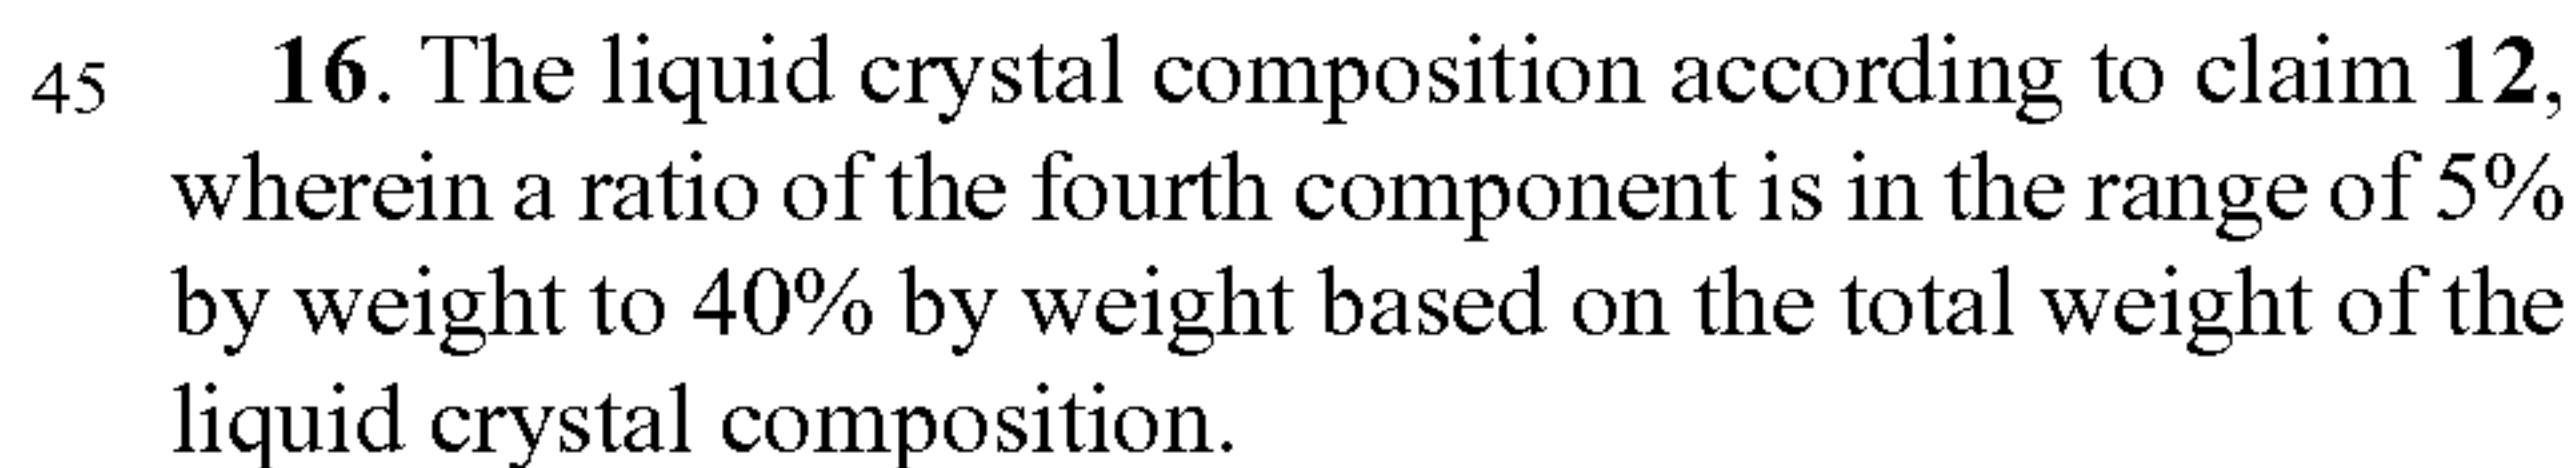 45 16. The liquid crystal composition according to claim 12,
wherein a ratio of the fourth component is in the range of 5%
by weight to 40% by weight based on the total weight of the
liquid crystal composition.